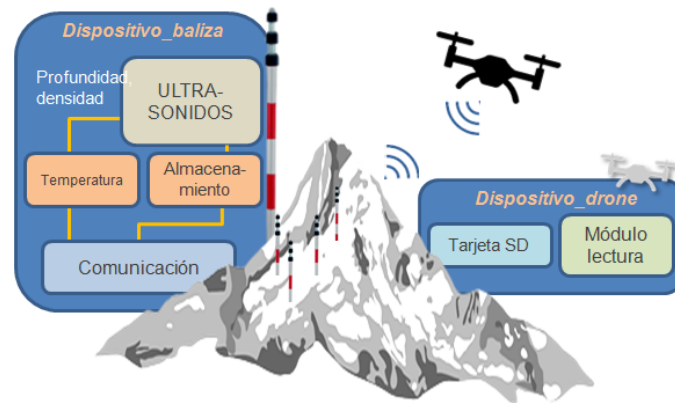 Dispositivo_baliza
Profundidad,
densidad
ULTRA-
SONIDOS
Temperatura
Almacena-
miento
Comunicación
Dispositivo_drone
Tarjeta SD
Módulo
lectura